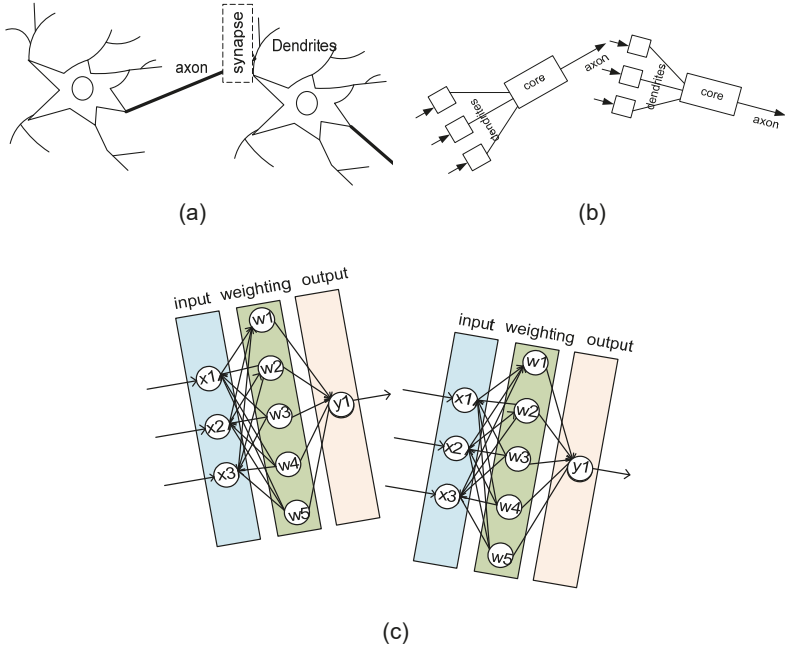 axon
synapse
Dendrites
(a)
dendrites
core
axon
dendrites
core
axon
(b)
input weighting output
w1
x1
w2
x2
w3
y1
x3
w4
w5
input weighting output
w1
x1
w2
x2
w3
y1
x3
w4
w5
(c)